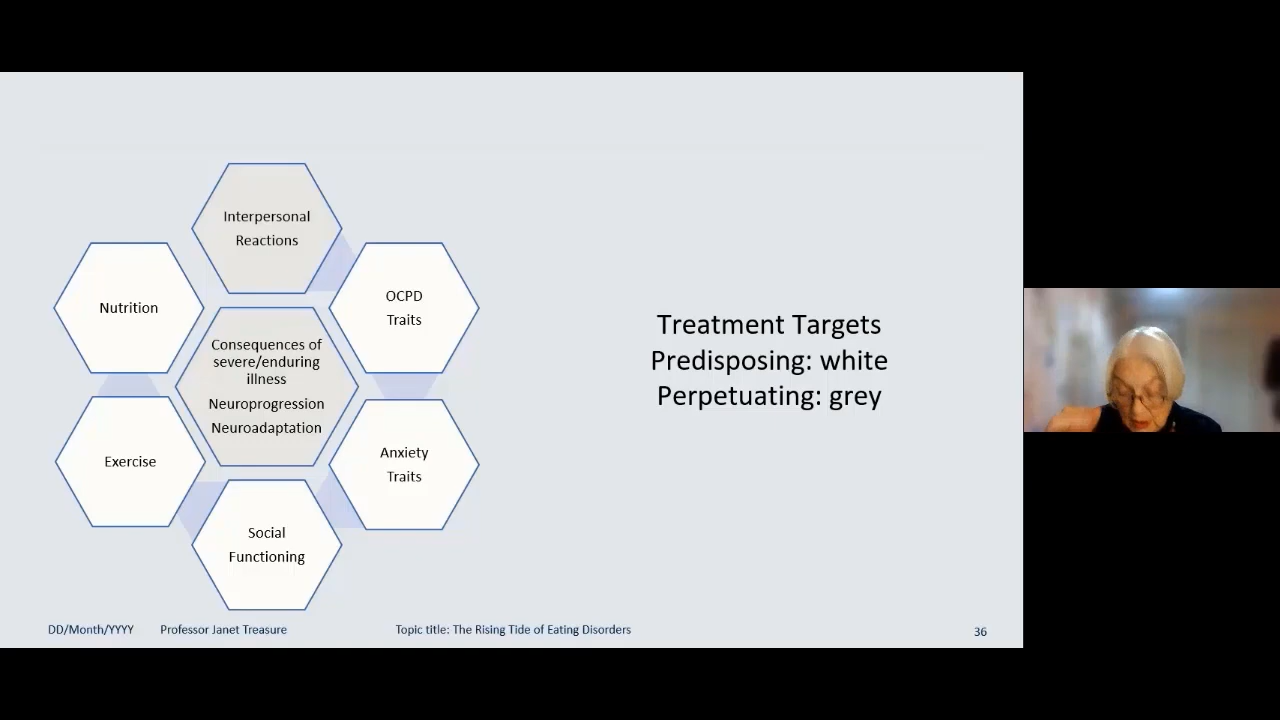 Interpersonal
Reactions
Nutrition
OCPD
Traits
Consequences of
severe/enduring
illness
Neuroprogression
Neuroadaptation
Exercise
Anxiety
Traits
Social
Functioning
Treatment Targets
Predisposing: white
Perpetuating: grey
DD/Month/YYYY Professor Janet Treasure Topic title: The Rising Tide of Eating Disorders 36